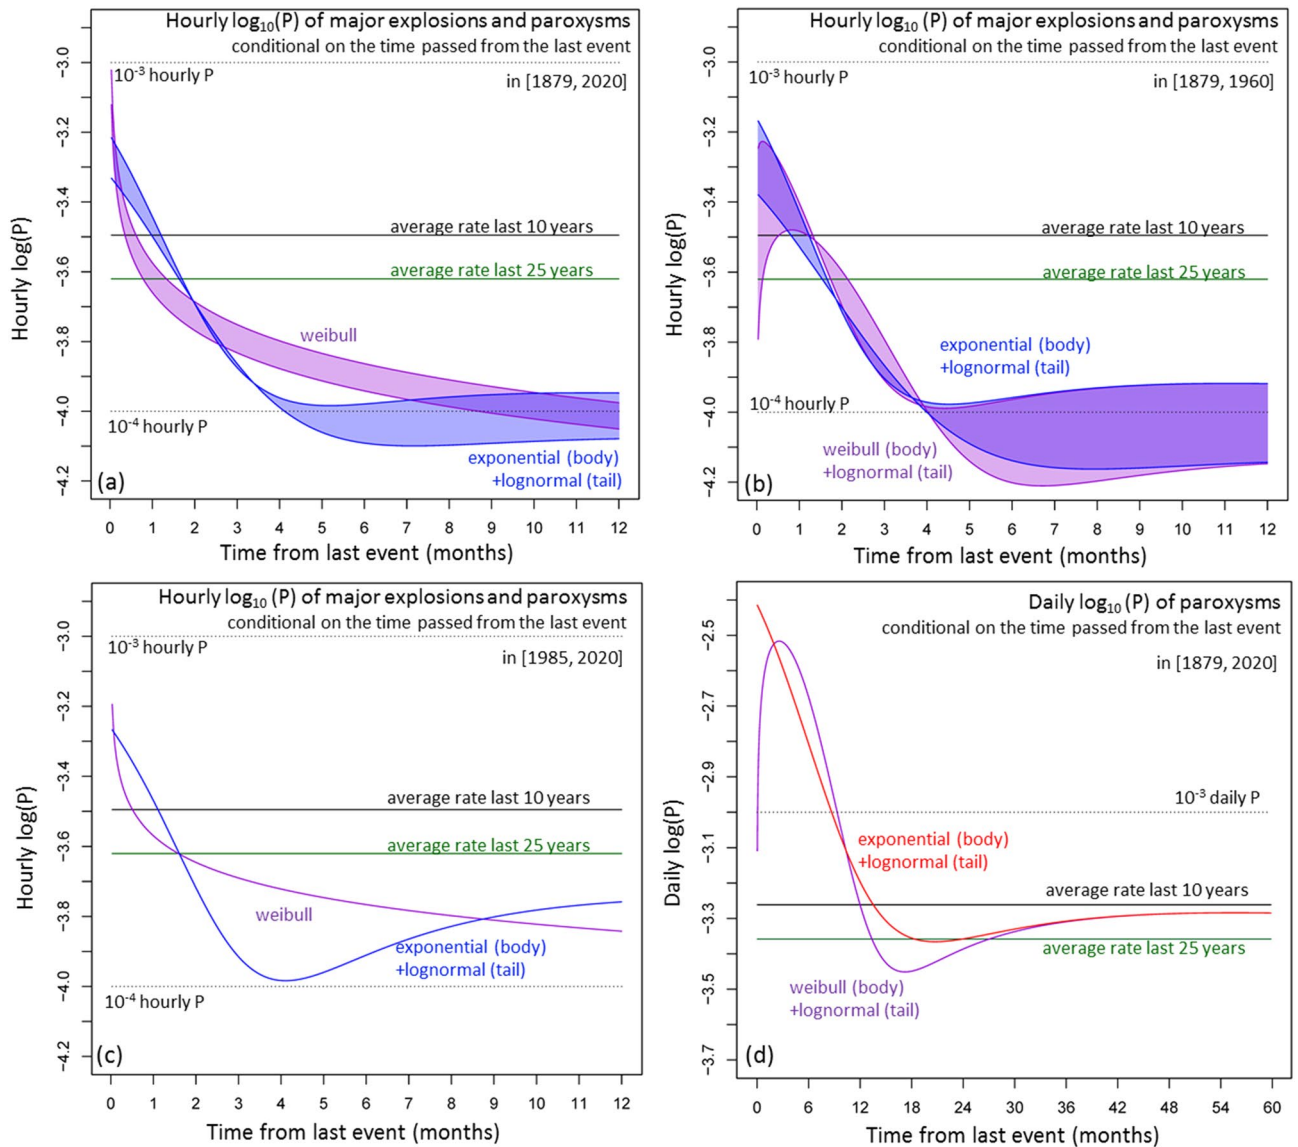 Hourly log₁₀(P) of major explosions and paroxysms
conditional on the time passed from the last event
10⁻³ hourly P
in [1879, 2020]
average rate last 10 years
average rate last 25 years
weibull
10⁻⁴ hourly P
exponential (body)
+lognormal (tail)
(a)
Hourly log(P)
−3.0
−3.2
−3.4
−3.6
−3.8
−4.0
−4.2
0 1 2 3 4 5 6 7 8 9 10 11 12
Time from last event (months)
Hourly log₁₀ (P) of major explosions and paroxysms
conditional on the time passed from the last event
10⁻³ hourly P
in [1879, 1960]
average rate last 10 years
average rate last 25 years
exponential (body)
+lognormal (tail)
10⁻⁴ hourly P
weibull (body)
+lognormal (tail)
(b)
Hourly log(P)
−3.0
−3.2
−3.4
−3.6
−3.8
−4.0
−4.2
0 1 2 3 4 5 6 7 8 9 10 11 12
Time from last event (months)
Hourly log₁₀ (P) of major explosions and paroxysms
conditional on the time passed from the last event
10⁻³ hourly P
in [1985, 2020]
average rate last 10 years
average rate last 25 years
weibull
exponential (body)
+lognormal (tail)
10⁻⁴ hourly P
(c)
Hourly log(P)
−3.0
−3.2
−3.4
−3.6
−3.8
−4.0
−4.2
0 1 2 3 4 5 6 7 8 9 10 11 12
Time from last event (months)
Daily log₁₀ (P) of paroxysms
conditional on the time passed from the last event
in [1879, 2020]
10⁻³ daily P
exponential (body)
+lognormal (tail)
average rate last 10 years
average rate last 25 years
weibull (body)
+lognormal (tail)
(d)
Daily log(P)
−2.5
−2.7
−2.9
−3.1
−3.3
−3.5
−3.7
0 6 12 18 24 30 36 42 48 54 60
Time from last event (months)